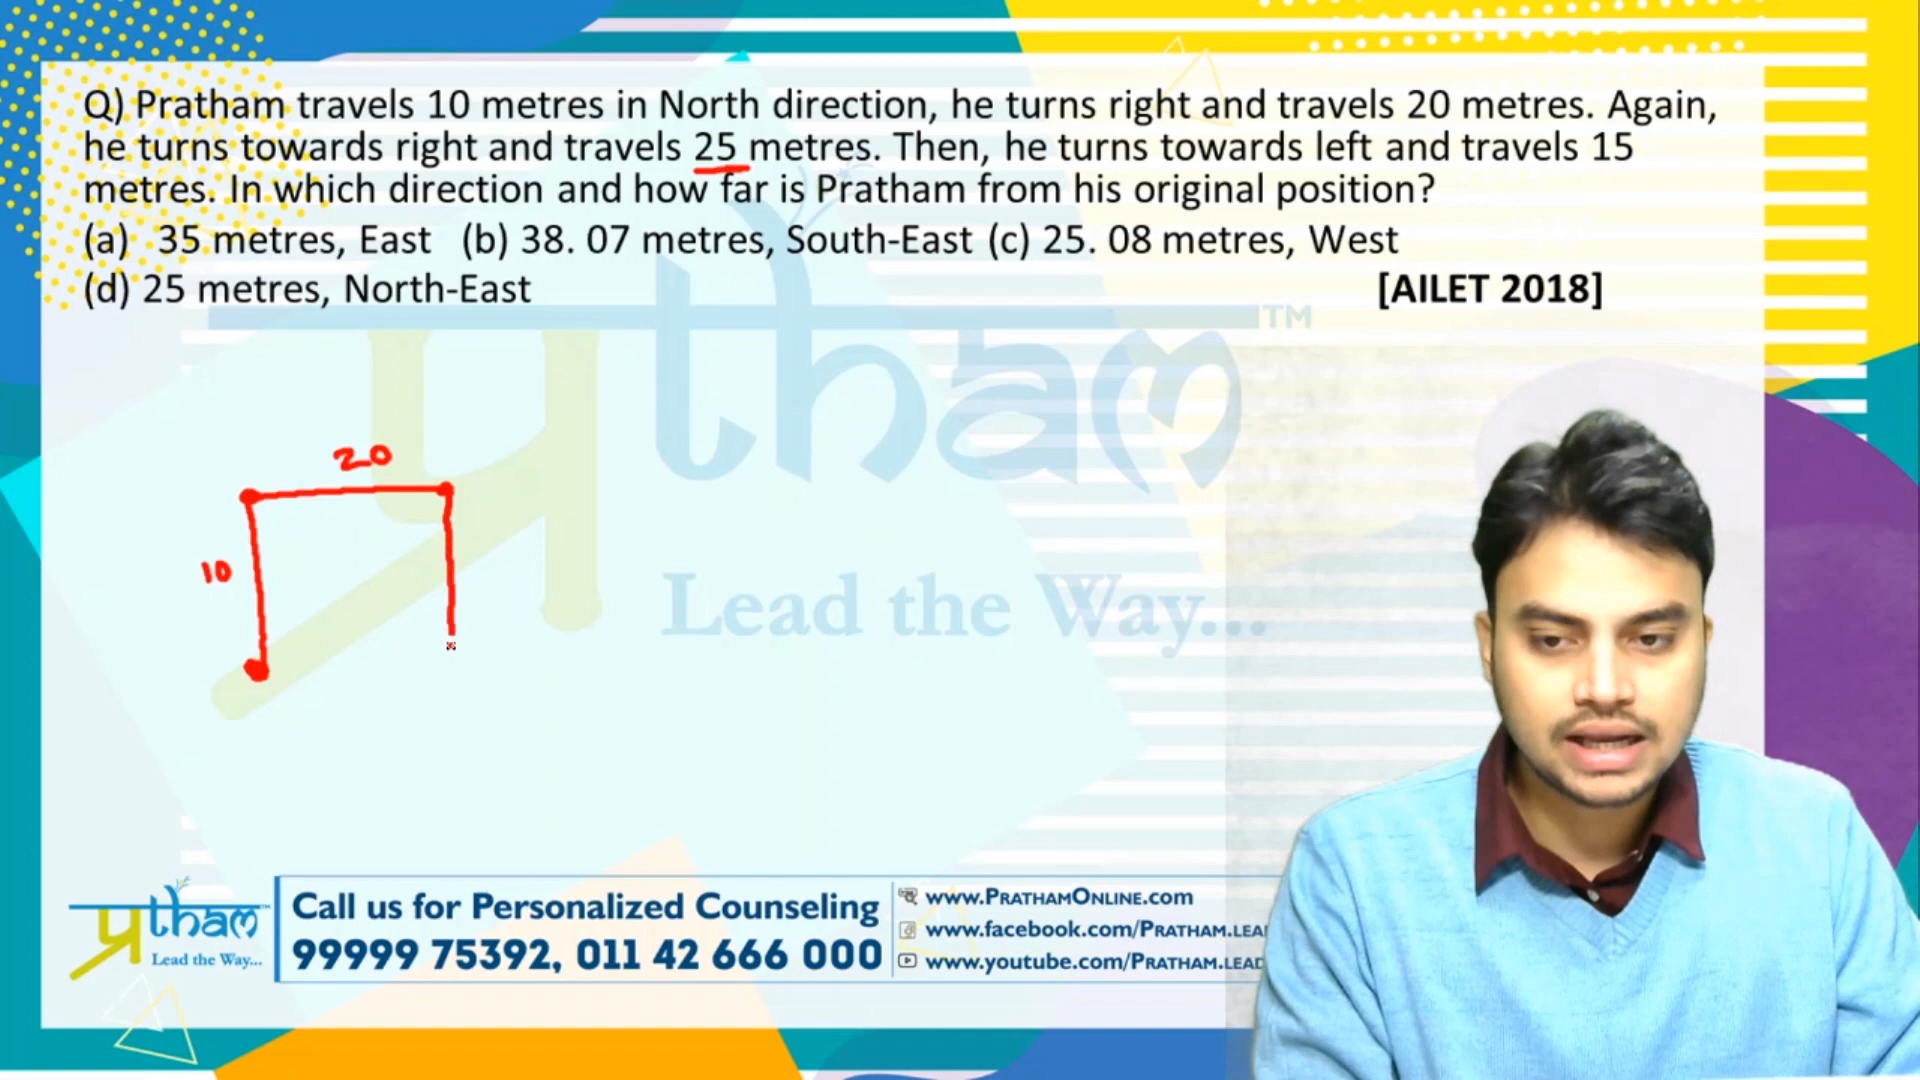 Q) Pratham travels 10 metres in North direction, he turns right and travels 20 metres. Again,
he turns towards right and travels 25 metres. Then, he turns towards left and travels 15
metres. In which direction and how far is Pratham from his original position?
(a) 35 metres, East (b) 38. 07 metres, South-East (c) 25. 08 metres, West
(d) 25 metres, North-East [AILET 2018]
प्रtham™
Lead the Way...
20
10
प्रtham™
Lead the Way...
Call us for Personalized Counseling
99999 75392, 011 42 666 000
www.PRATHAMONLINE.com
www.facebook.com/PRATHAM.LEA
www.youtube.com/PRATHAM.LEAD